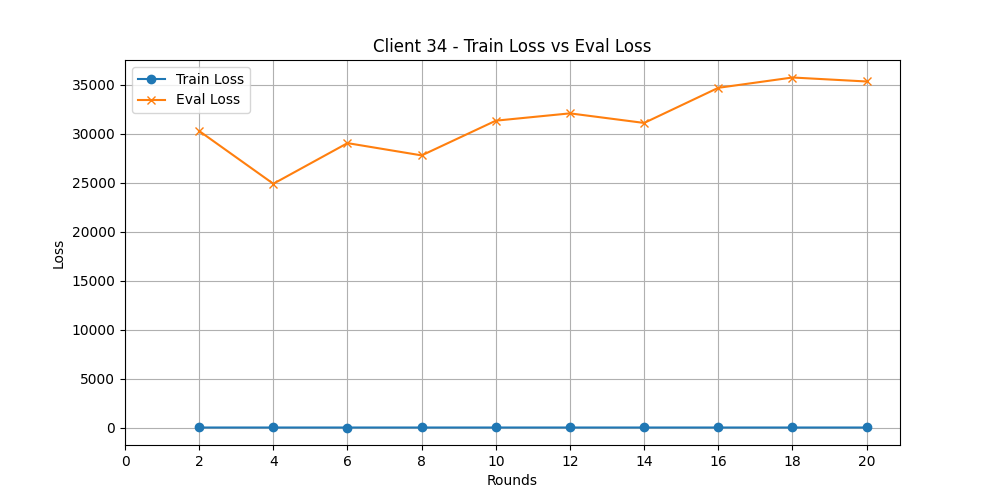 Client 34 - Train Loss vs Eval Loss
Train Loss
Eval Loss
35000
30000
25000
20000
15000
10000
5000
0
Loss
0 2 4 6 8 10 12 14 16 18 20
Rounds